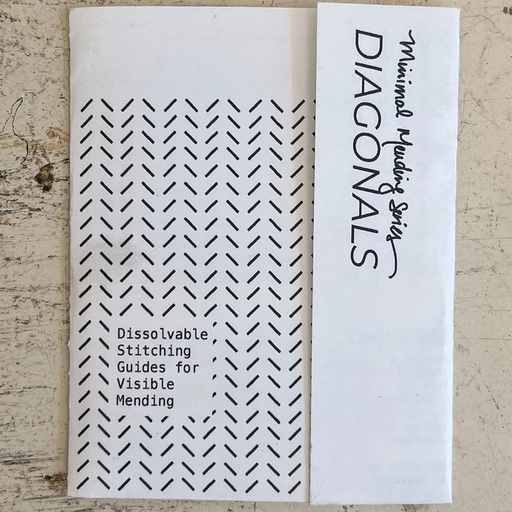 Minimal Mending Series
DIAGONALS
Dissolvable
Stitching
Guides for
Visible
Mending